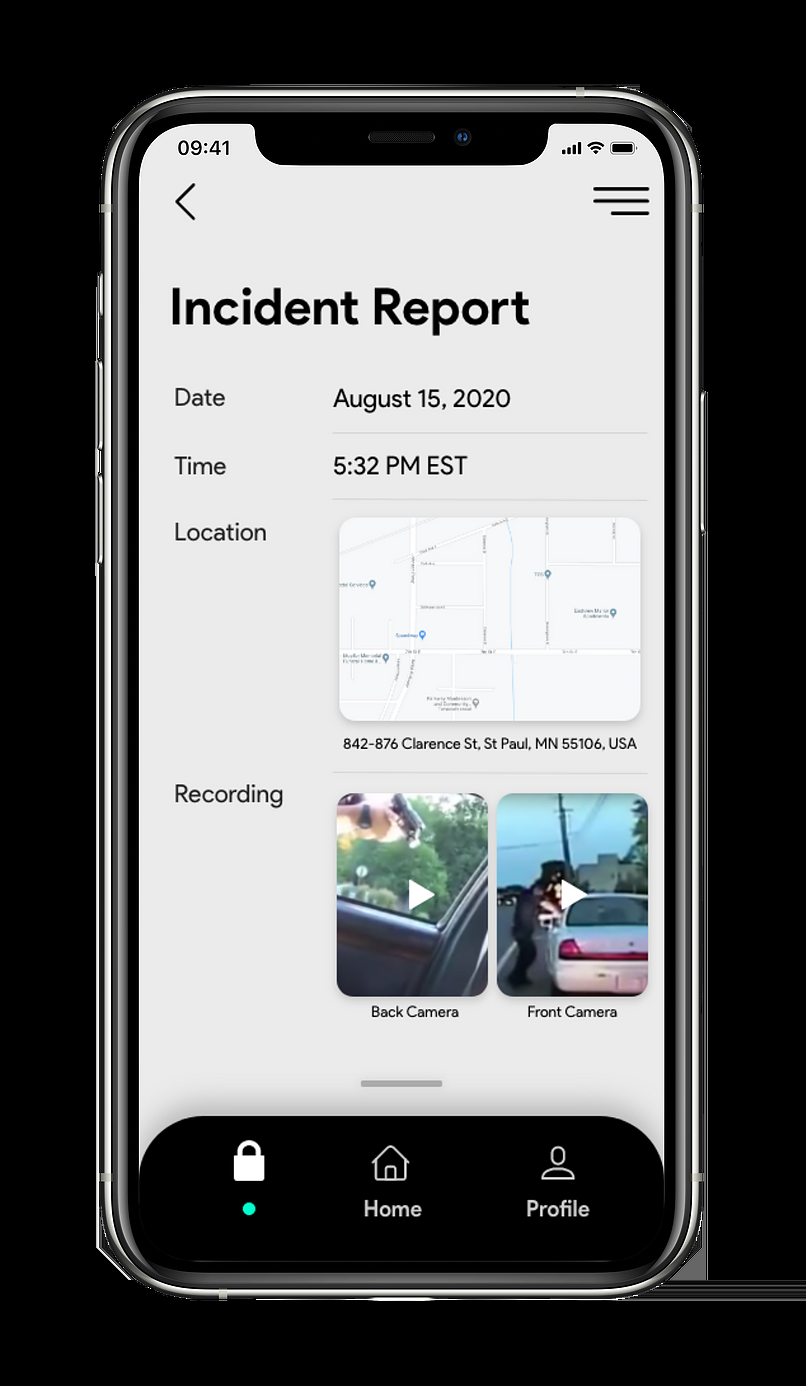 09:41
Incident Report
Date
August 15, 2020
Time
5:32 PM EST
Location
842-876 Clarence St, St Paul, MN 55106, USA
Recording
Back Camera
Front Camera
Home
Profile